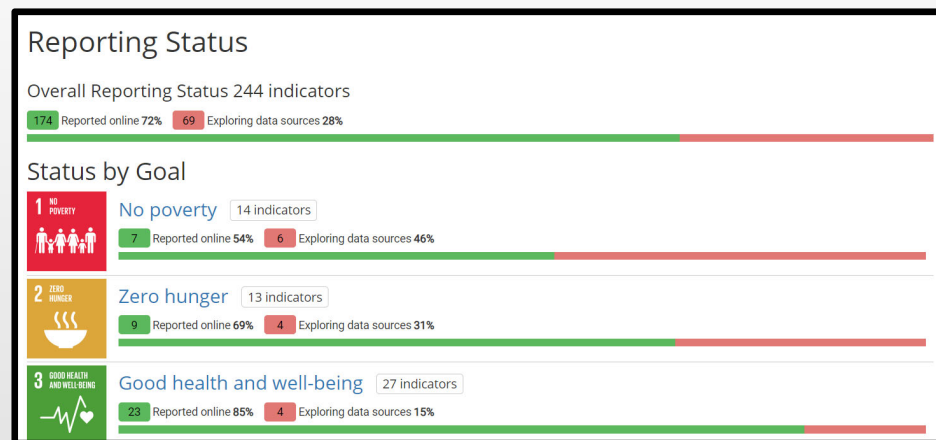 Reporting Status
Overall Reporting Status 244 indicators
174 Reported online 72% 69 Exploring data sources 28%
Status by Goal
1 NO POVERTY
No poverty 14 indicators
7 Reported online 54% 6 Exploring data sources 46%
2 ZERO HUNGER
Zero hunger 13 indicators
9 Reported online 69% 4 Exploring data sources 31%
3 GOOD HEALTH AND WELL-BEING
Good health and well-being 27 indicators
23 Reported online 85% 4 Exploring data sources 15%